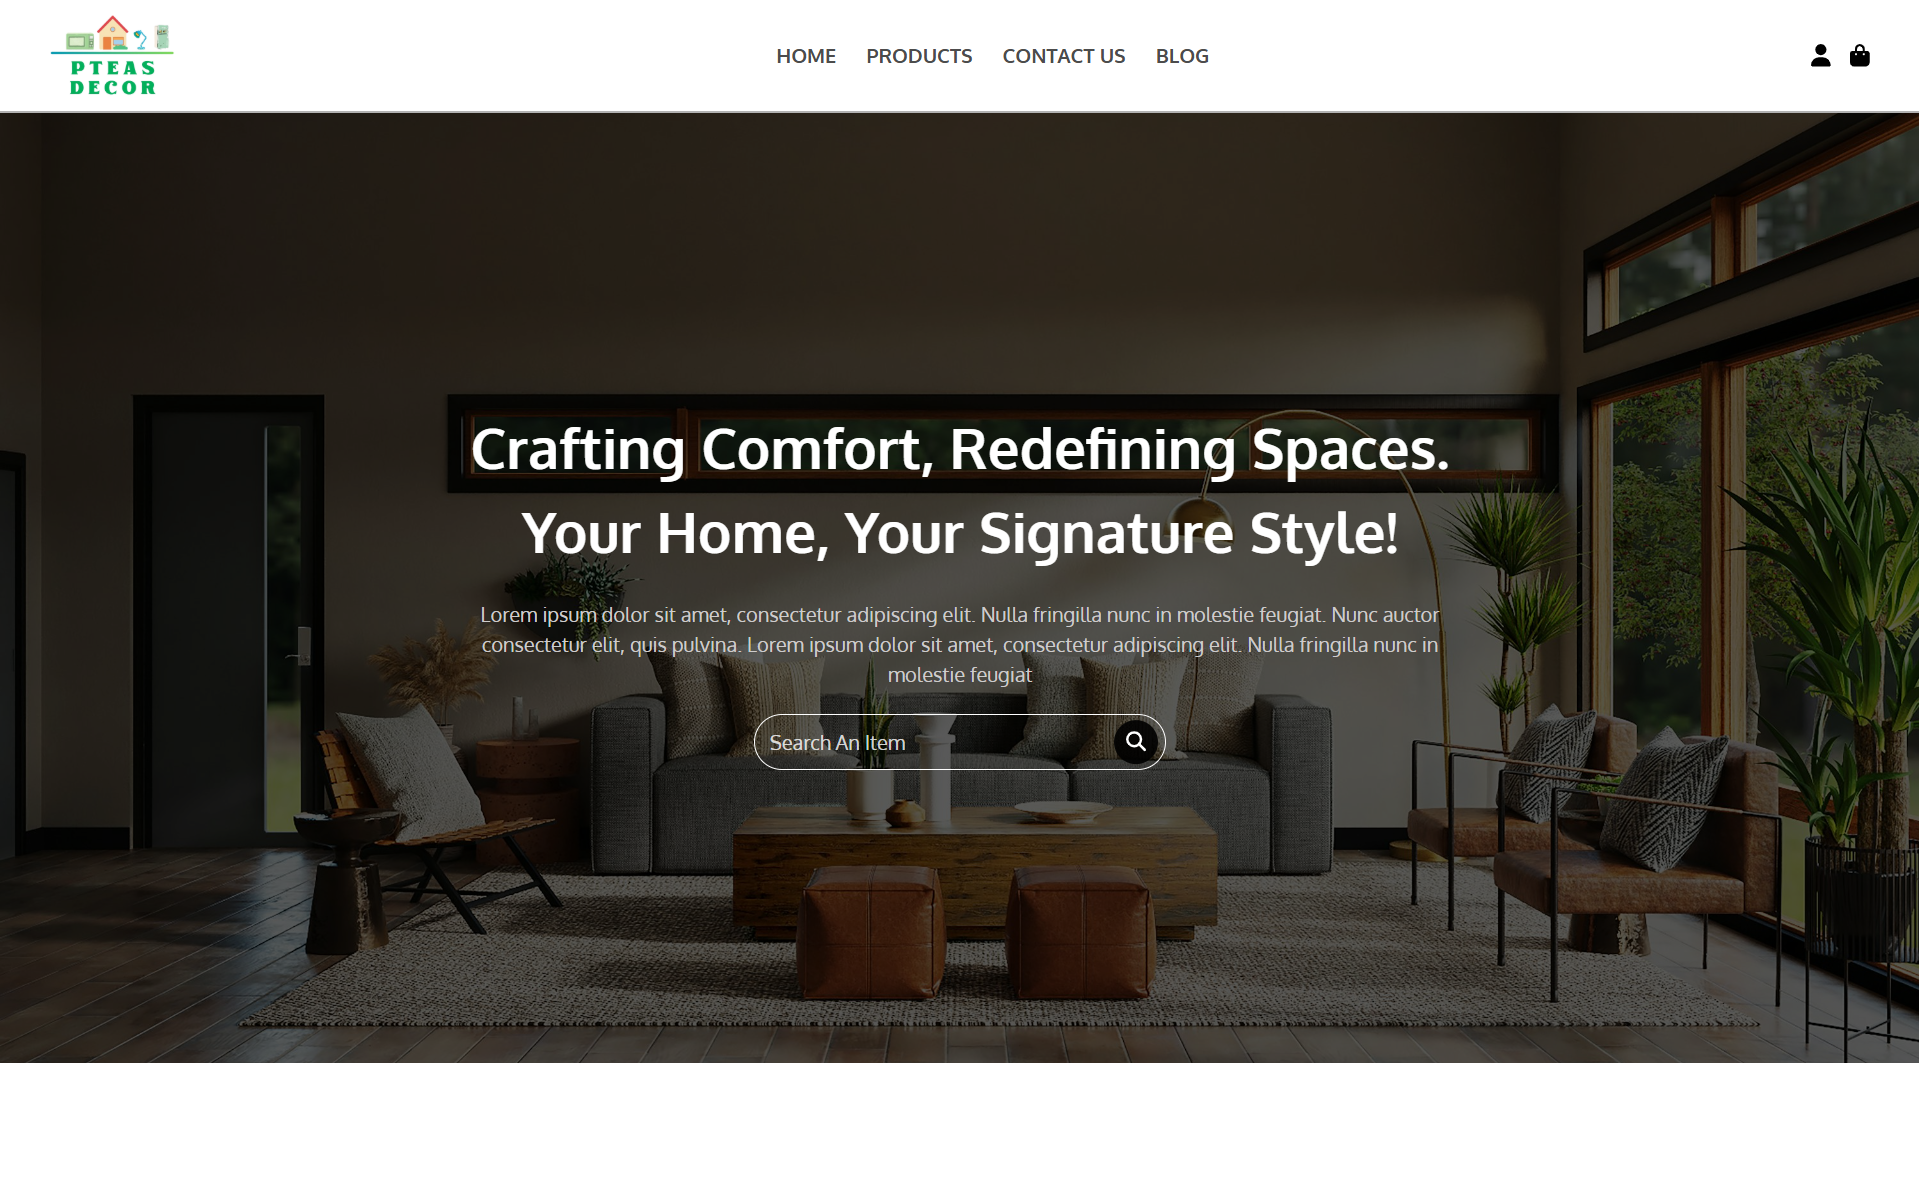 PTEAS
DECOR
HOME PRODUCTS CONTACT US BLOG
Crafting Comfort, Redefining Spaces.
Your Home, Your Signature Style!
Lorem ipsum dolor sit amet, consectetur adipiscing elit. Nulla fringilla nunc in molestie feugiat. Nunc auctor
consectetur elit, quis pulvina. Lorem ipsum dolor sit amet, consectetur adipiscing elit. Nulla fringilla nunc in
molestie feugiat
Search An Item